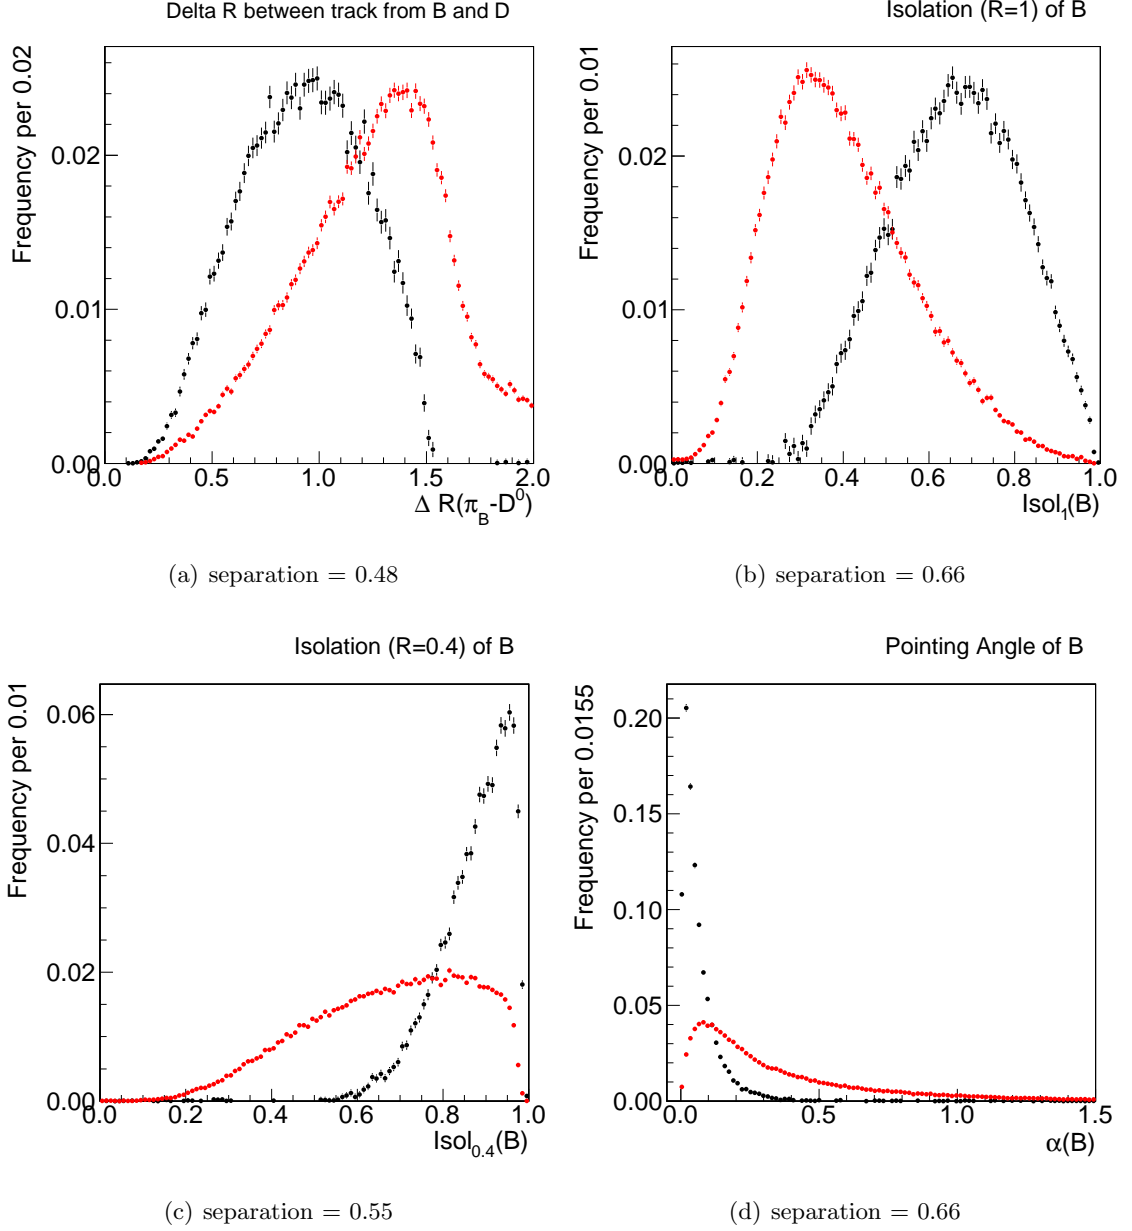 Delta R between track from B and D
Frequency per 0.02
0.02
0.01
0.00
0 0.5 1.0 1.5 2.0
Δ R(π_B-D^0)
(a) separation = 0.48
Isolation (R=1) of B
Frequency per 0.01
0.02
0.01
0.00
0.0 0.2 0.4 0.6 0.8 1.0
Isol_1(B)
(b) separation = 0.66
Isolation (R=0.4) of B
Frequency per 0.01
0.06
0.04
0.02
0.00
0.0 0.2 0.4 0.6 0.8 1.0
Isol_0.4(B)
(c) separation = 0.55
Pointing Angle of B
Frequency per 0.0155
0.20
0.15
0.10
0.05
0.00
0.0 0.5 1.0 1.5
α(B)
(d) separation = 0.66